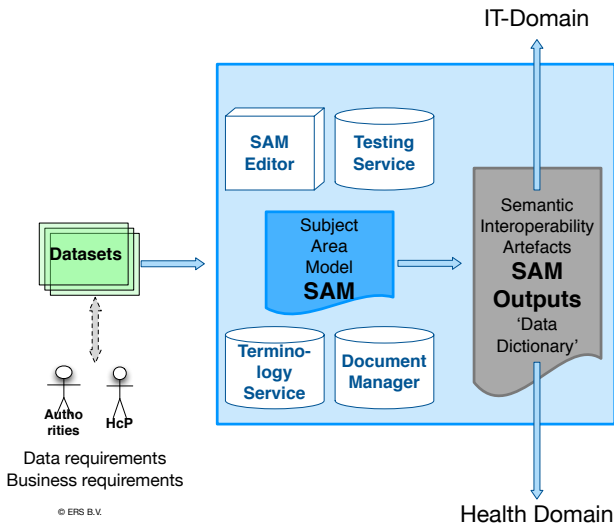 IT-Domain
SAM
Editor
Testing
Service
Datasets
Subject
Area
Model
SAM
Semantic
Interoperability
Artefacts
SAM
Outputs
‘Data
Dictionary’
Termino-
logy
Service
Document
Manager
Autho
rities
HcP
Data requirements
Business requirements
© ERS B.V.
Health Domain